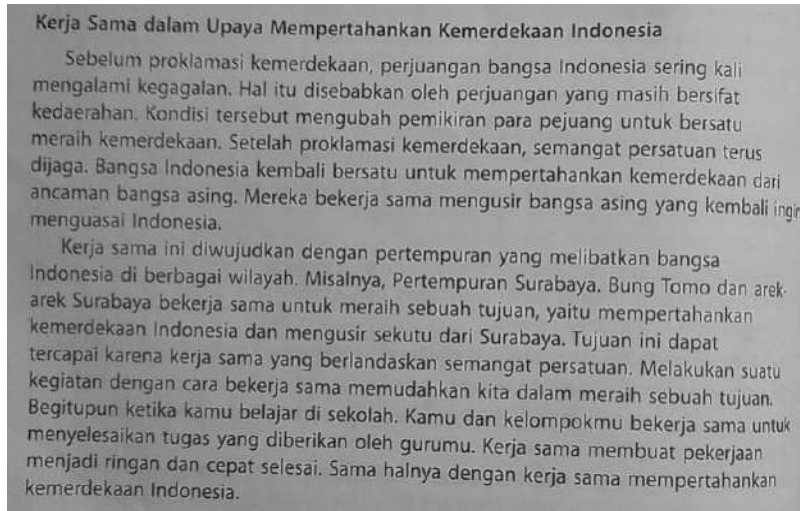 Kerja Sama dalam Upaya Mempertahankan Kemerdekaan Indonesia
Sebelum proklamasi kemerdekaan, perjuangan bangsa Indonesia sering kali
mengalami kegagalan. Hal itu disebabkan oleh perjuangan yang masih bersifat
kedaerahan. Kondisi tersebut mengubah pemikiran para pejuang untuk bersatu
meraih kemerdekaan. Setelah proklamasi kemerdekaan, semangat persatuan terus
dijaga. Bangsa Indonesia kembali bersatu untuk mempertahankan kemerdekaan dari
ancaman bangsa asing. Mereka bekerja sama mengusir bangsa asing yang kembali ingin
menguasai Indonesia.
Kerja sama ini diwujudkan dengan pertempuran yang melibatkan bangsa
Indonesia di berbagai wilayah. Misalnya, Pertempuran Surabaya. Bung Tomo dan arek-
arek Surabaya bekerja sama untuk meraih sebuah tujuan, yaitu mempertahankan
kemerdekaan Indonesia dan mengusir sekutu dari Surabaya. Tujuan ini dapat
tercapai karena kerja sama yang berlandaskan semangat persatuan. Melakukan suatu
kegiatan dengan cara bekerja sama memudahkan kita dalam meraih sebuah tujuan.
Begitupun ketika kamu belajar di sekolah. Kamu dan kelompokmu bekerja sama untuk
menyelesaikan tugas yang diberikan oleh gurumu. Kerja sama membuat pekerjaan
menjadi ringan dan cepat selesai. Sama halnya dengan kerja sama mempertahankan
kemerdekaan Indonesia.